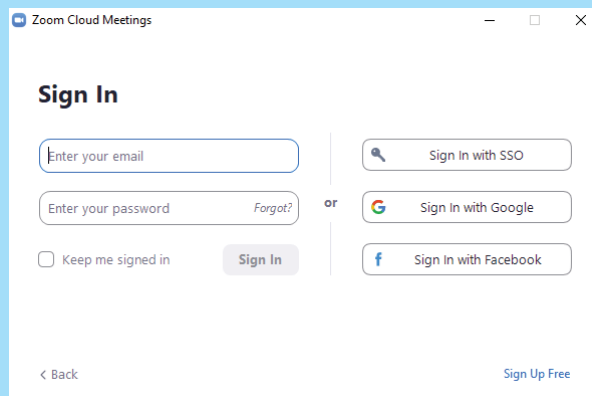 Zoom Cloud Meetings
Sign In
Enter your email
Enter your password Forgot?
Keep me signed in Sign In
or
Sign In with SSO
Sign In with Google
Sign In with Facebook
Back
Sign Up Free